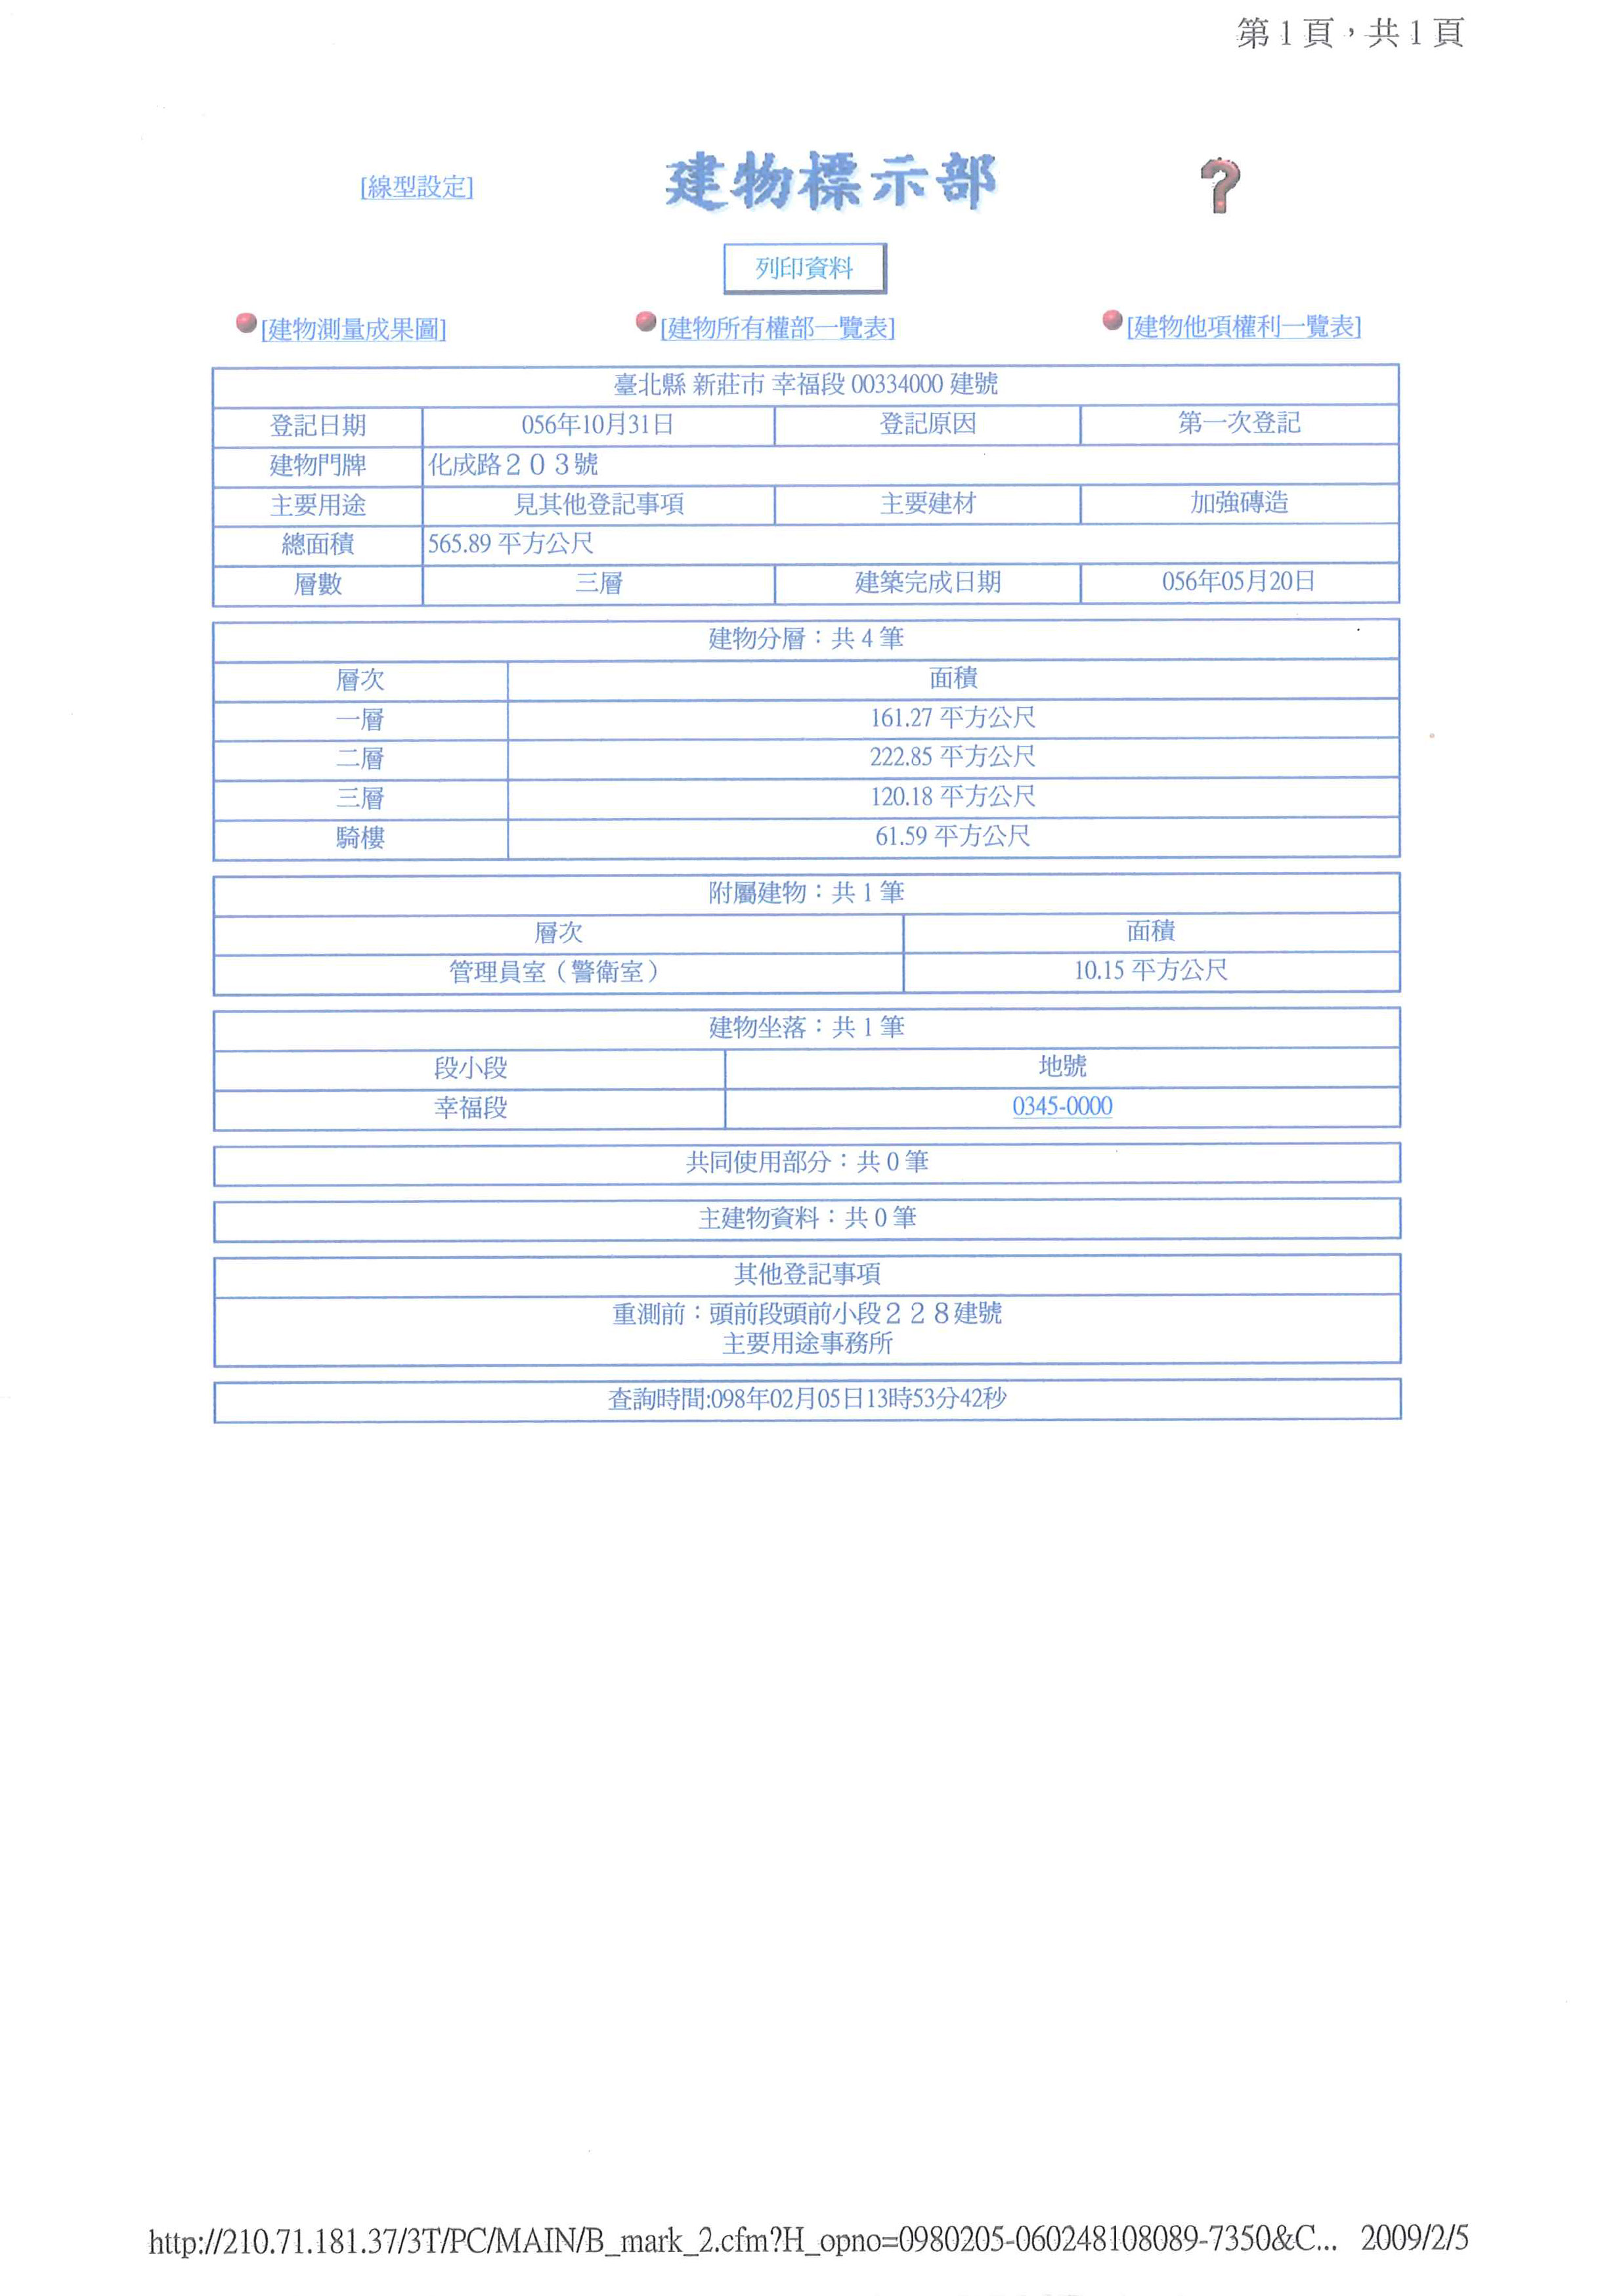 第1頁，共1頁
[線型設定] 建物標示部
列印資料
[建物測量成果圖] [建物所有權部一覽表] [建物他項權利一覽表]
臺北縣 新莊市 幸福段 00334000 建號
登記日期 056年10月31日 登記原因 第一次登記
建物門牌 化成路２０３號
主要用途 見其他登記事項 主要建材 加強磚造
總面積 565.89 平方公尺
層數 三層 建築完成日期 056年05月20日
建物分層：共 4 筆
層次 面積
一層 161.27 平方公尺
二層 222.85 平方公尺
三層 120.18 平方公尺
騎樓 61.59 平方公尺
附屬建物：共 1 筆
層次 面積
管理員室（警衛室） 10.15 平方公尺
建物坐落：共 1 筆
段小段 地號
幸福段 0345-0000
共同使用部分：共 0 筆
主建物資料：共 0 筆
其他登記事項
重測前：頭前段頭前小段２２８建號
主要用途事務所
查詢時間:098年02月05日13時53分42秒
http://210.71.181.37/3T/PC/MAIN/B_mark_2.cfm?H_opno=0980205-060248108089-7350&C... 2009/2/5